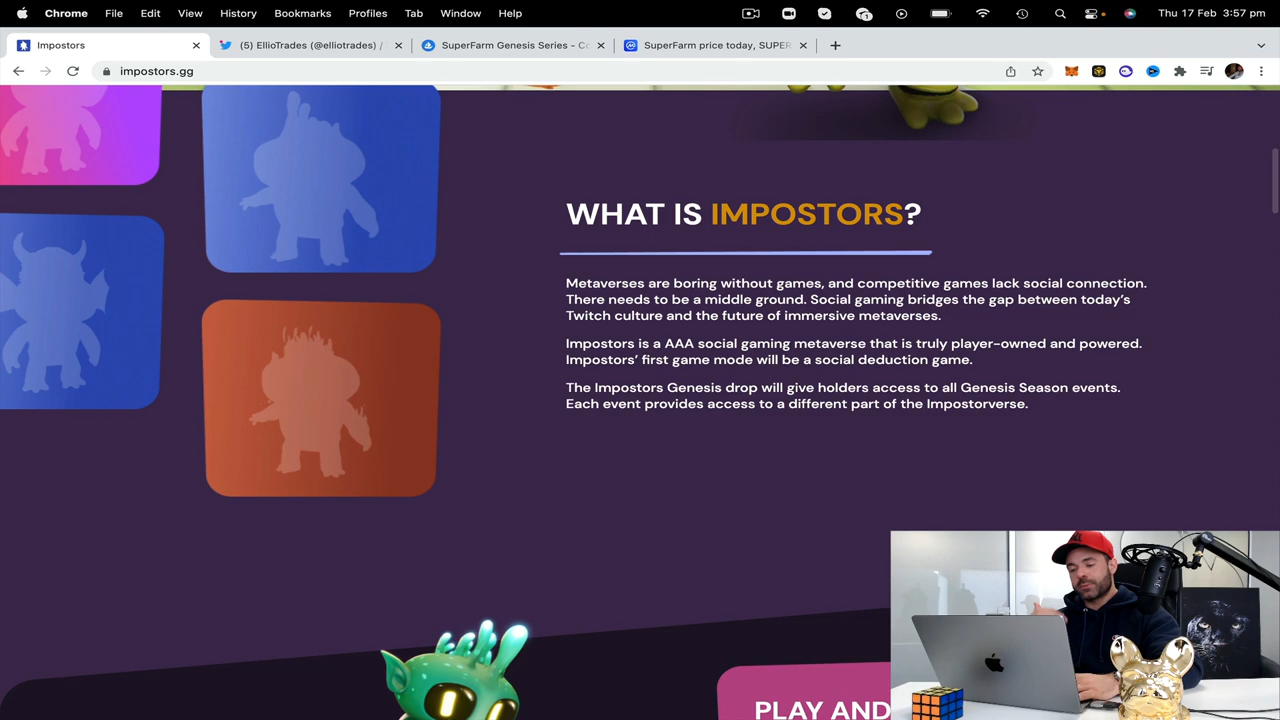 Chrome File Edit View History Bookmarks Profiles Tab Window Help 1 Thu 17 Feb 3:57 pm
Impostors (5) EllioTrades (@elliotrades) / SuperFarm Genesis Series - Co SuperFarm price today, SUPER
impostors.gg
WHAT IS IMPOSTORS?
Metaverses are boring without games, and competitive games lack social connection.
There needs to be a middle ground. Social gaming bridges the gap between today's
Twitch culture and the future of immersive metaverses.
Impostors is a AAA social gaming metaverse that is truly player-owned and powered.
Impostors' first game mode will be a social deduction game.
The Impostors Genesis drop will give holders access to all Genesis Season events.
Each event provides access to a different part of the Impostorverse.
PLAY AND